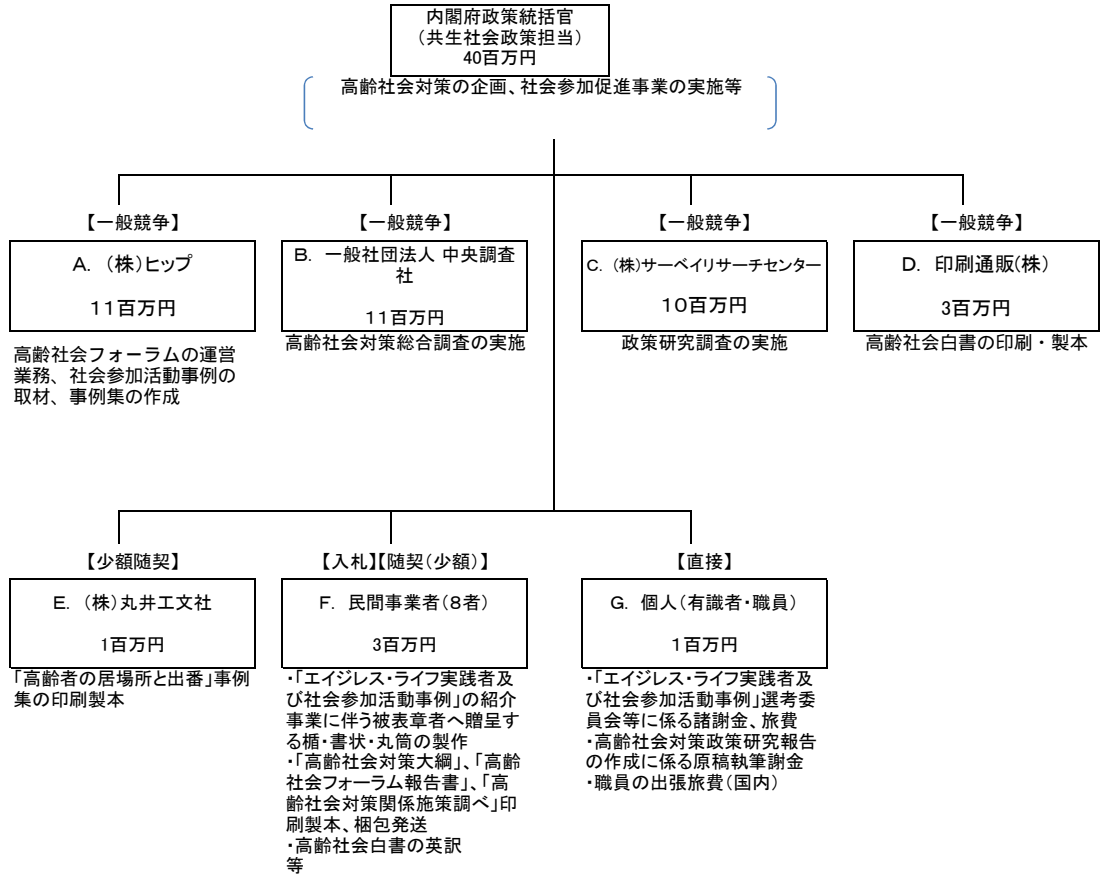 内閣府政策統括官
（共生社会政策担当）
40百万円
高齢社会対策の企画、社会参加促進事業の実施等
【一般競争】
A. （株）ヒップ
１１百万円
高齢社会フォーラムの運営
業務、社会参加活動事例の
取材、事例集の作成
【一般競争】
B. 一般社団法人 中央調査
社
１１百万円
高齢社会対策総合調査の実施
【一般競争】
C. （株）サーベイリサーチセンター
１０百万円
政策研究調査の実施
【一般競争】
D. 印刷通販（株）
3百万円
高齢社会白書の印刷・製本
【少額随契】
E. （株）丸井工文社
1百万円
「高齢者の居場所と出番」事例
集の印刷製本
【入札】【随契（少額）】
F. 民間事業者（８者）
3百万円
・「エイジレス・ライフ実践者及
び社会参加活動事例」の紹介
事業に伴う被表章者へ贈呈す
る楯・書状・丸筒の製作
・「高齢社会対策大綱」、「高齢
社会フォーラム報告書」、「高
齢社会対策関係施策調べ」印
刷製本、梱包発送
・高齢社会白書の英訳
等
【直接】
G. 個人（有識者・職員）
１百万円
・「エイジレス・ライフ実践者及
び社会参加活動事例」選考委
員会等に係る諸謝金、旅費
・高齢社会対策政策研究報告
の作成に係る原稿執筆謝金
・職員の出張旅費（国内）